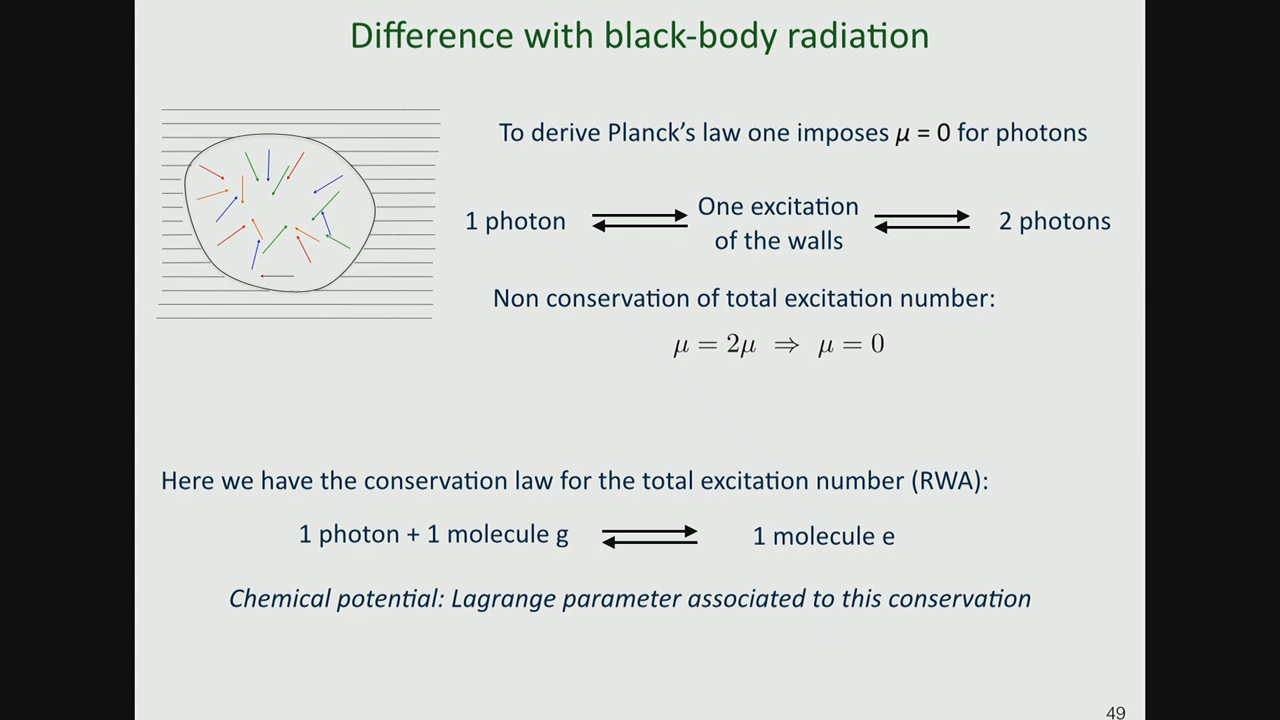 Difference with black-body radiation
To derive Planck's law one imposes μ = 0 for photons
1 photon
One excitation
of the walls
2 photons
Non conservation of total excitation number:
μ = 2μ ⇒ μ = 0
Here we have the conservation law for the total excitation number (RWA):
1 photon + 1 molecule g
1 molecule e
Chemical potential: Lagrange parameter associated to this conservation
49